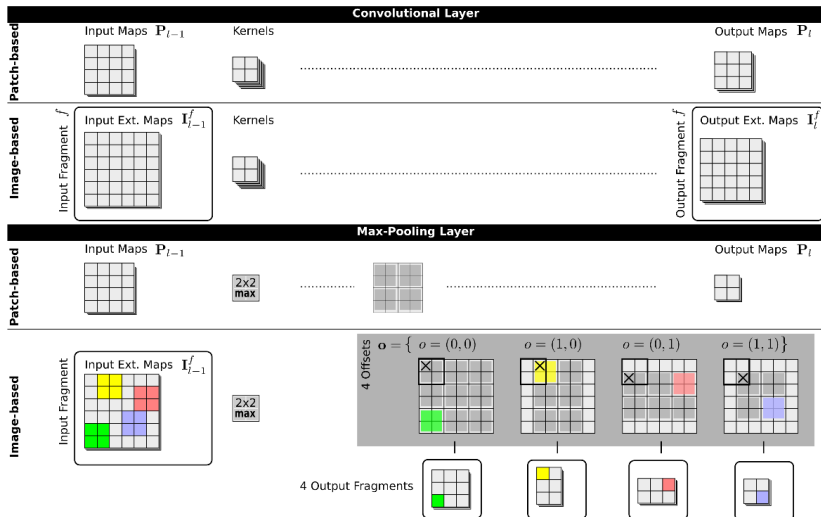 Convolutional Layer
Patch-based
Input Maps P_{l−1}
Kernels
Output Maps P_l
Image-based
Input Fragment f
Input Ext. Maps I^f_{l−1}
Kernels
Output Fragment f
Output Ext. Maps I^f_l
Max-Pooling Layer
Patch-based
Input Maps P_{l−1}
2x2
max
Output Maps P_l
Image-based
Input Fragment
Input Ext. Maps I^f_{l−1}
2x2
max
4 Offsets
o = { o = (0, 0) o = (1, 0) o = (0, 1) o = (1, 1)}
4 Output Fragments